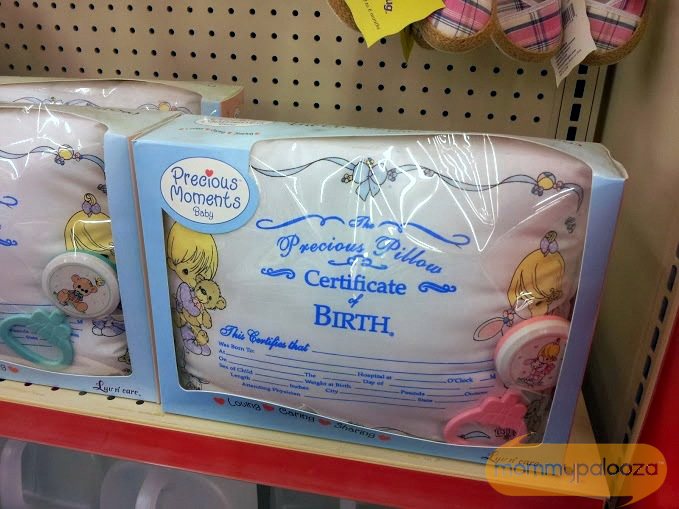 Precious
Moments
Baby
The
Precious Pillow
Certificate
of
BIRTH
This Certifies that
Was Born To:
At Hospital at O'Clock M
On Day of
Sex of Child Weight at Birth Pounds Ounces
Length Inches City State
Attending Physician
Loving Caring Sharing
Luv n' care
Luv n' care
mommypalooza